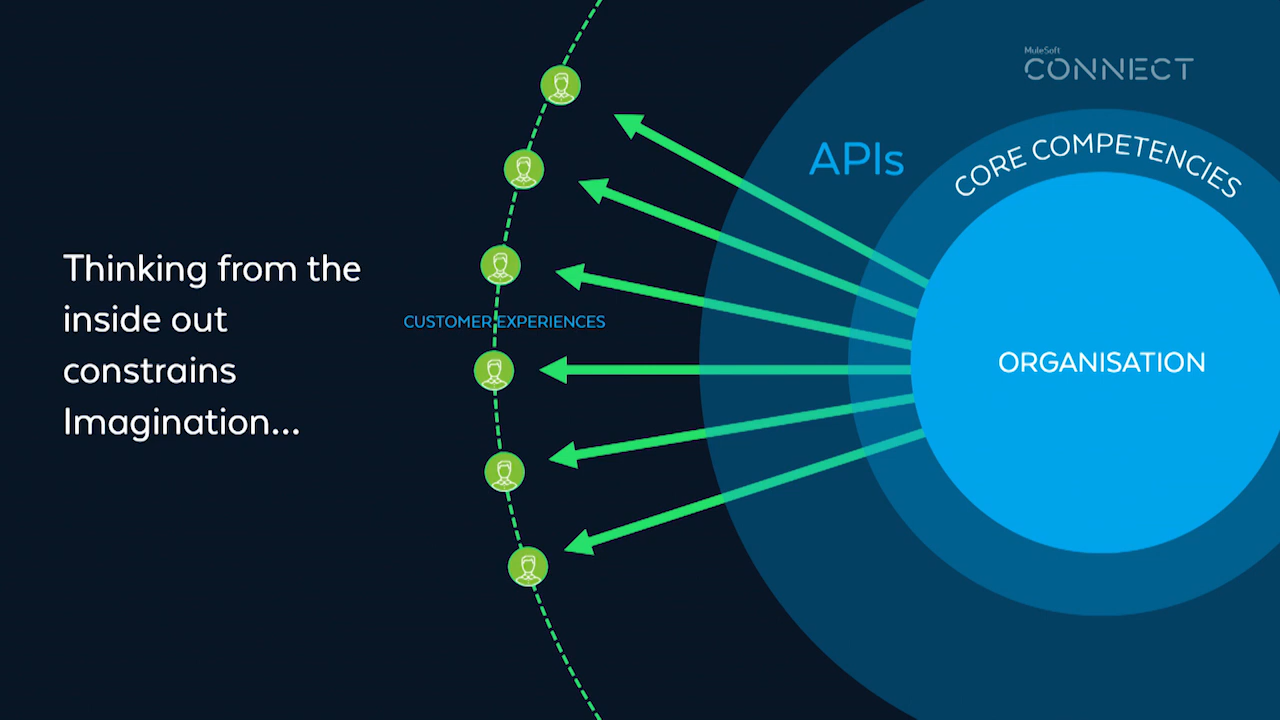 MuleSoft
CONNECT
APIs
CORE COMPETENCIES
Thinking from the
inside out
constrains
Imagination...
CUSTOMER EXPERIENCES
ORGANISATION